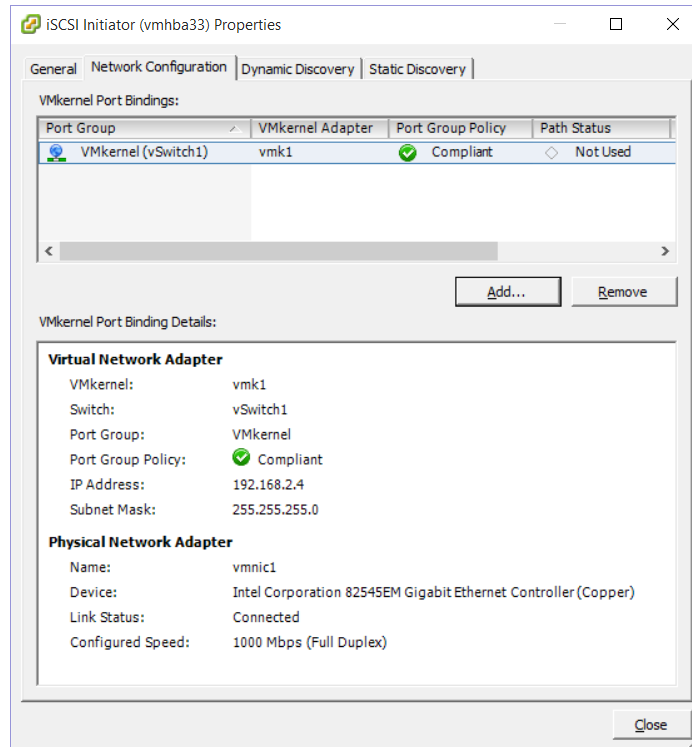 iSCSI Initiator (vmhba33) Properties
General Network Configuration Dynamic Discovery Static Discovery
VMkernel Port Bindings:
Port Group VMkernel Adapter Port Group Policy Path Status
VMkernel (vSwitch1) vmk1 Compliant Not Used
Add... Remove
VMkernel Port Binding Details:
Virtual Network Adapter
VMkernel: vmk1
Switch: vSwitch1
Port Group: VMkernel
Port Group Policy: Compliant
IP Address: 192.168.2.4
Subnet Mask: 255.255.255.0
Physical Network Adapter
Name: vmnic1
Device: Intel Corporation 82545EM Gigabit Ethernet Controller (Copper)
Link Status: Connected
Configured Speed: 1000 Mbps (Full Duplex)
Close